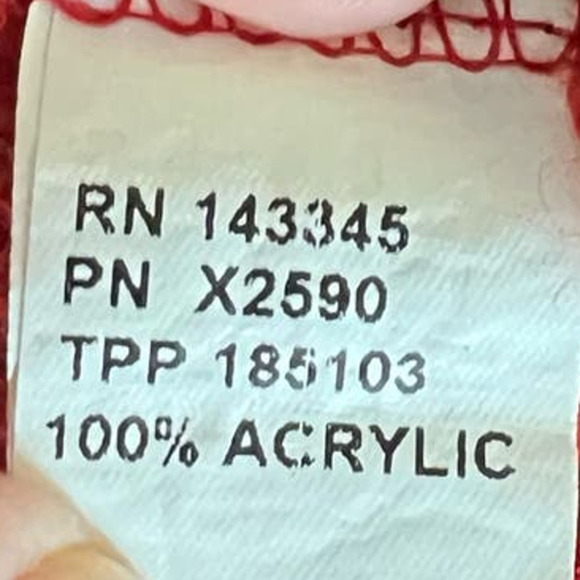 RN 143345
PN X2590
TPP 185103
100% ACRYLIC